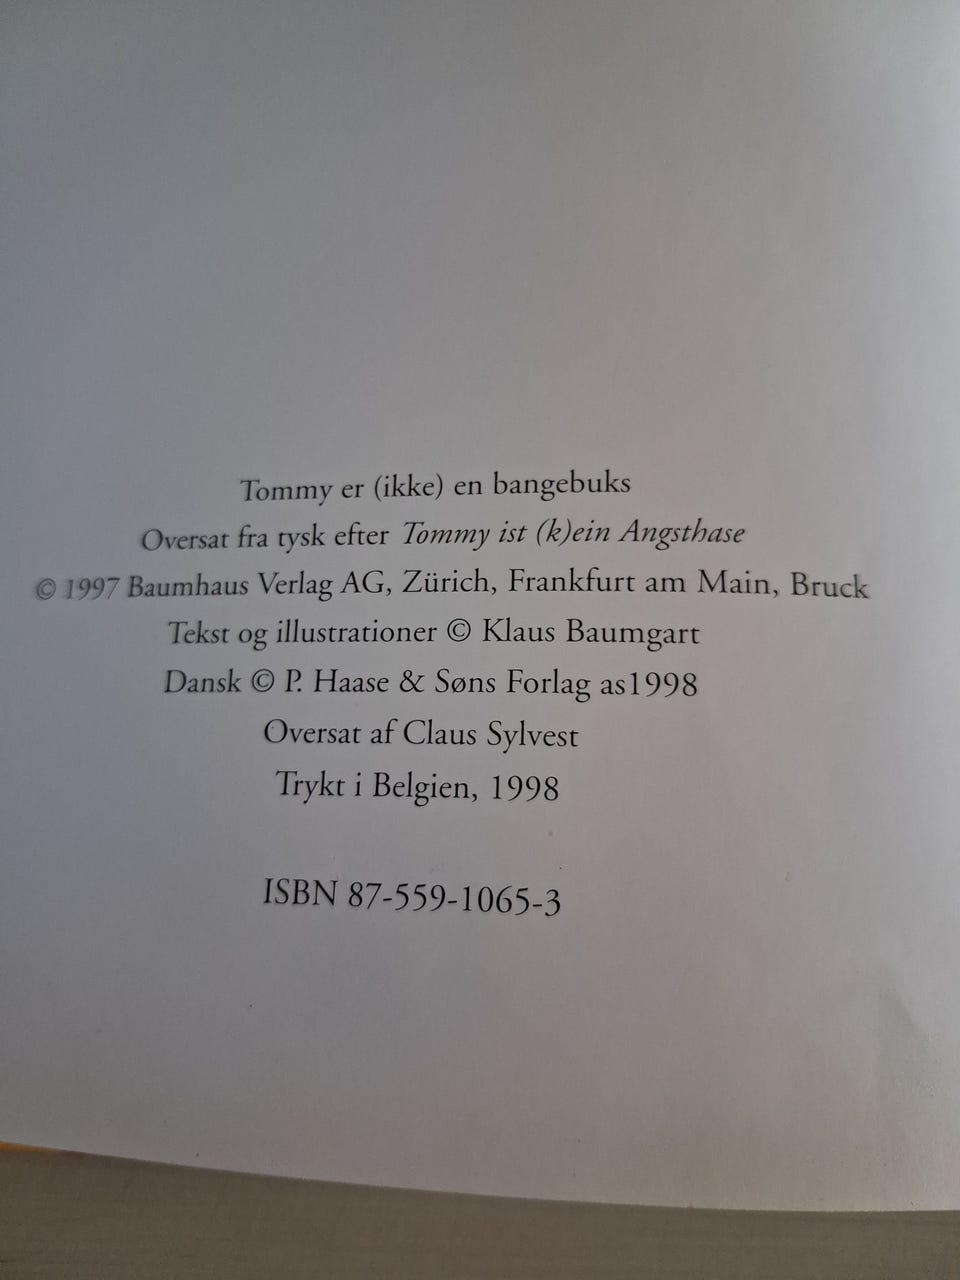 Tommy er (ikke) en bangebuks
Oversat fra tysk efter Tommy ist (k)ein Angsthase
© 1997 Baumhaus Verlag AG, Zürich, Frankfurt am Main, Bruck
Tekst og illustrationer © Klaus Baumgart
Dansk © P. Haase & Søns Forlag as1998
Oversat af Claus Sylvest
Trykt i Belgien, 1998
ISBN 87-559-1065-3